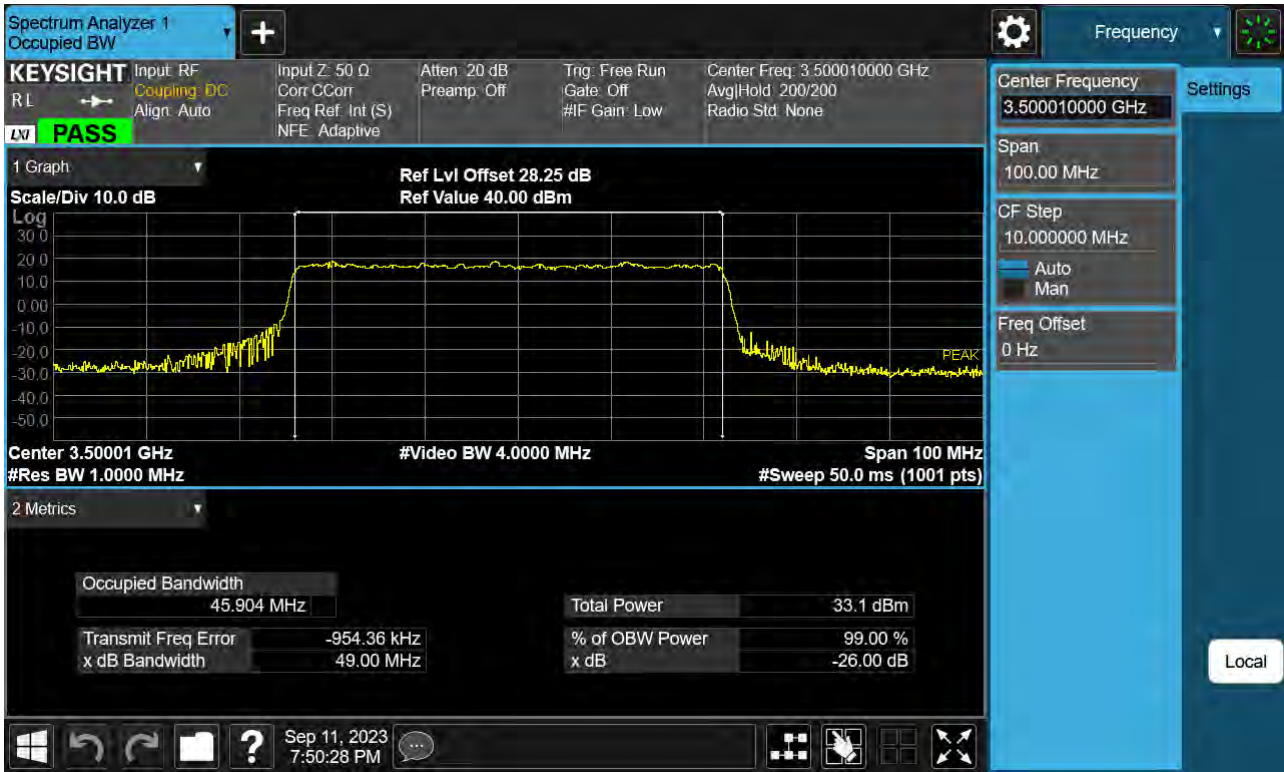 Spectrum Analyzer 1
Occupied BW
Frequency
KEYSIGHT
RL
LXI
PASS
Input: RF
Coupling: DC
Align: Auto
Input Z: 50 Ω
Corr CCorr
Freq Ref: Int (S)
NFE: Adaptive
Atten: 20 dB
Preamp: Off
Trig: Free Run
Gate: Off
#IF Gain: Low
Center Freq: 3.500010000 GHz
Avg|Hold: 200/200
Radio Std: None
Center Frequency
3.500010000 GHz
Settings
Span
100.00 MHz
CF Step
10.000000 MHz
Auto
Man
Freq Offset
0 Hz
Local
1 Graph
Scale/Div 10.0 dB
Ref Lvl Offset 28.25 dB
Ref Value 40.00 dBm
Log
30.0
20.0
10.0
0.00
-10.0
-20.0
-30.0
-40.0
-50.0
PEAK
Center 3.50001 GHz
#Video BW 4.0000 MHz
Span 100 MHz
#Res BW 1.0000 MHz
#Sweep 50.0 ms (1001 pts)
2 Metrics
Occupied Bandwidth
45.904 MHz
Total Power 33.1 dBm
Transmit Freq Error -954.36 kHz
% of OBW Power 99.00 %
x dB Bandwidth 49.00 MHz
x dB -26.00 dB
?
Sep 11, 2023
7:50:28 PM